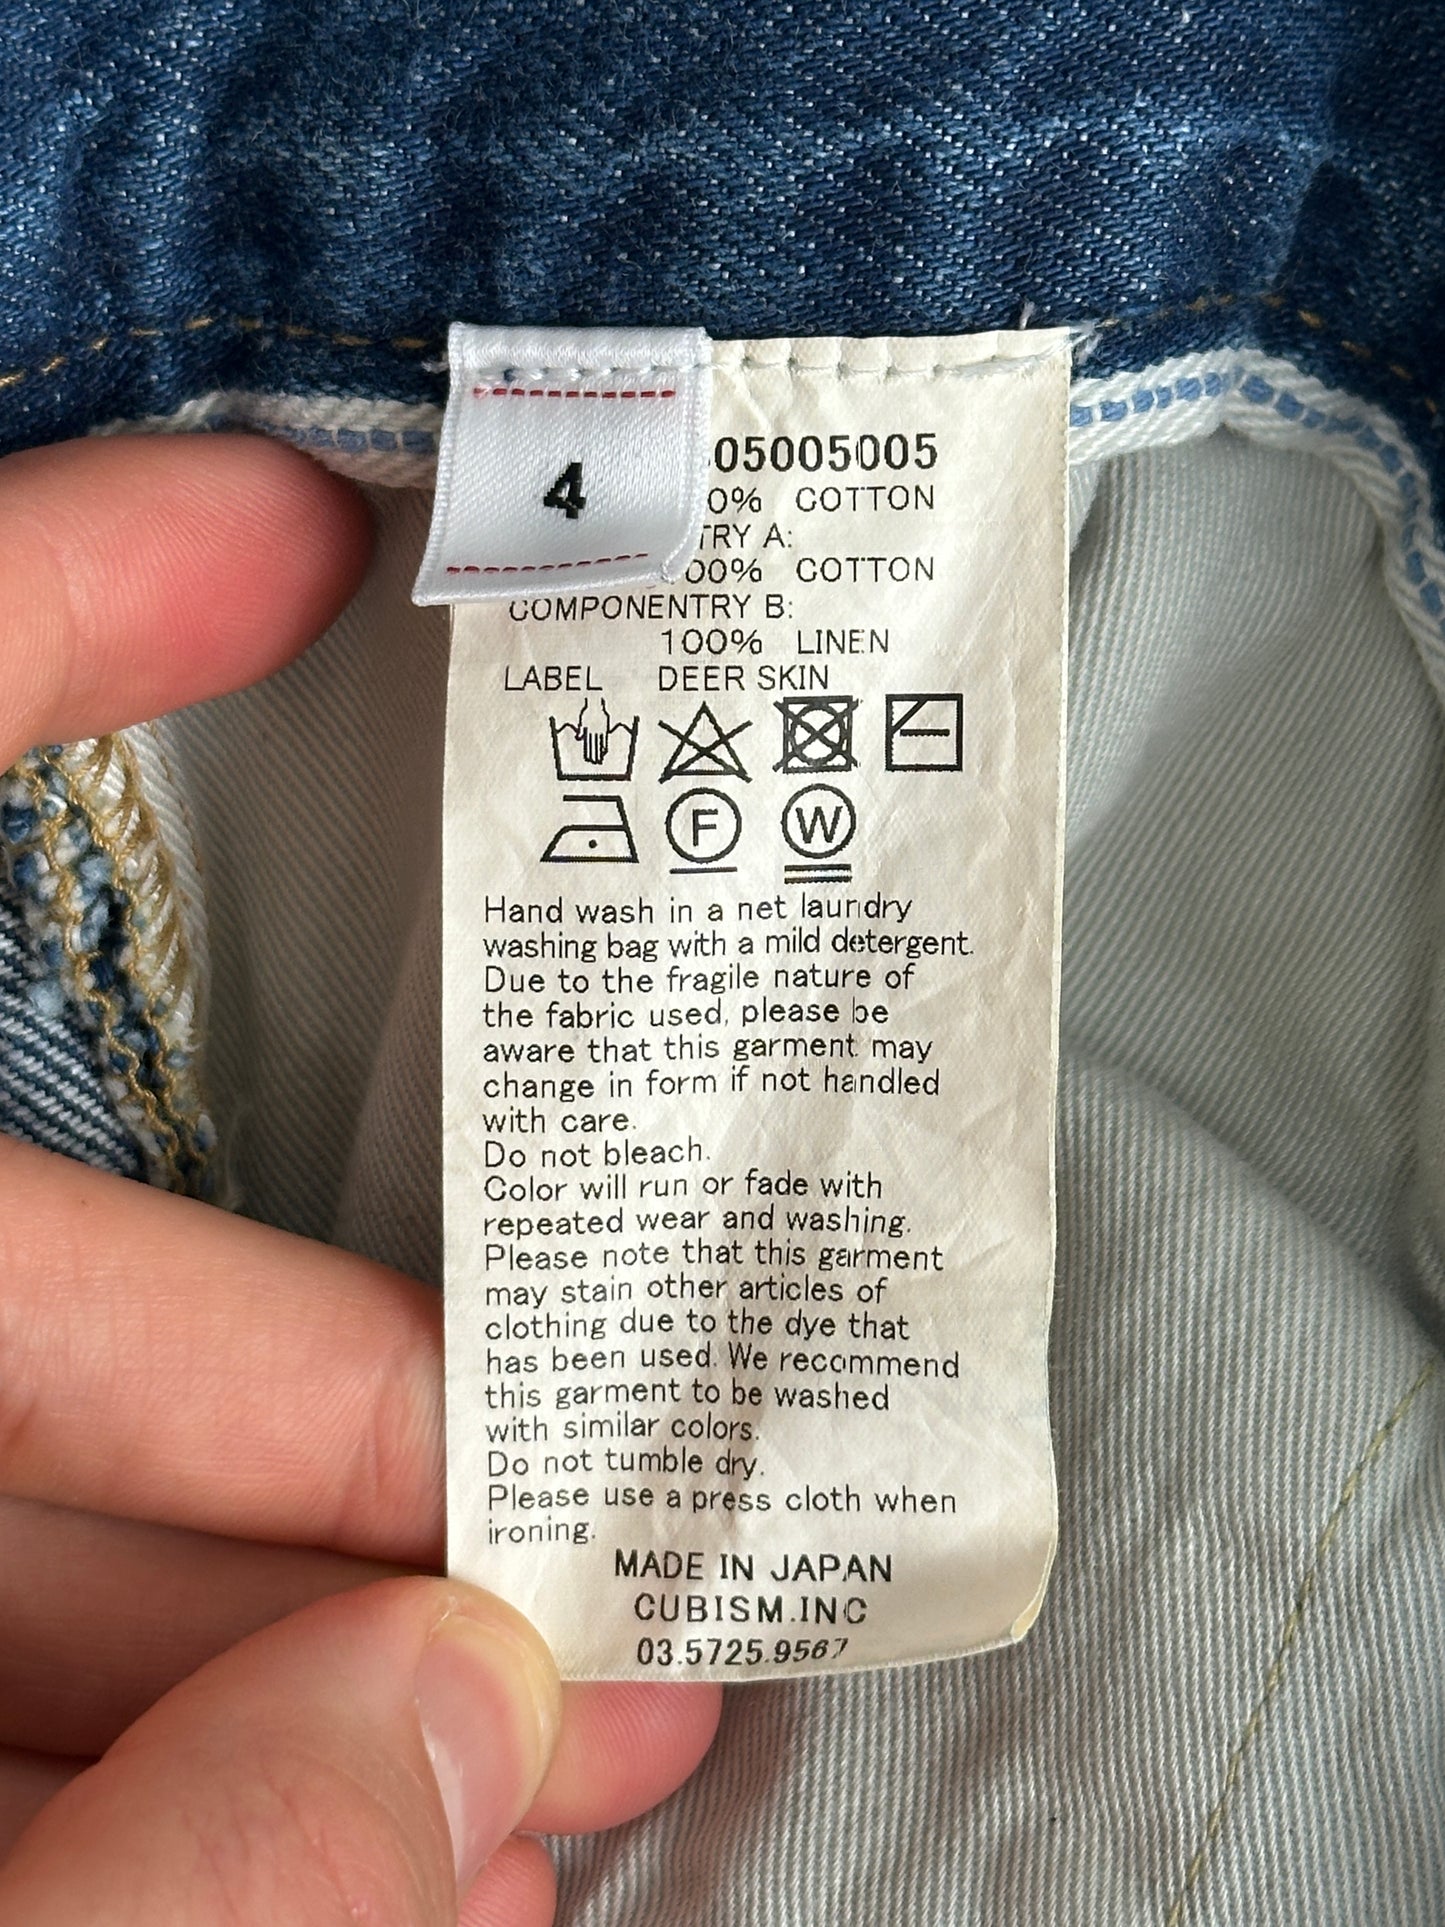 4
05005005
0% COTTON
TRY A:
100% COTTON
COMPONENTRY B:
100% LINEN
LABEL DEER SKIN
F W
Hand wash in a net laundry
washing bag with a mild detergent.
Due to the fragile nature of
the fabric used, please be
aware that this garment may
change in form if not handled
with care.
Do not bleach.
Color will run or fade with
repeated wear and washing.
Please note that this garment
may stain other articles of
clothing due to the dye that
has been used. We recommend
this garment to be washed
with similar colors.
Do not tumble dry.
Please use a press cloth when
ironing.
MADE IN JAPAN
CUBISM.INC
03.5725.9567